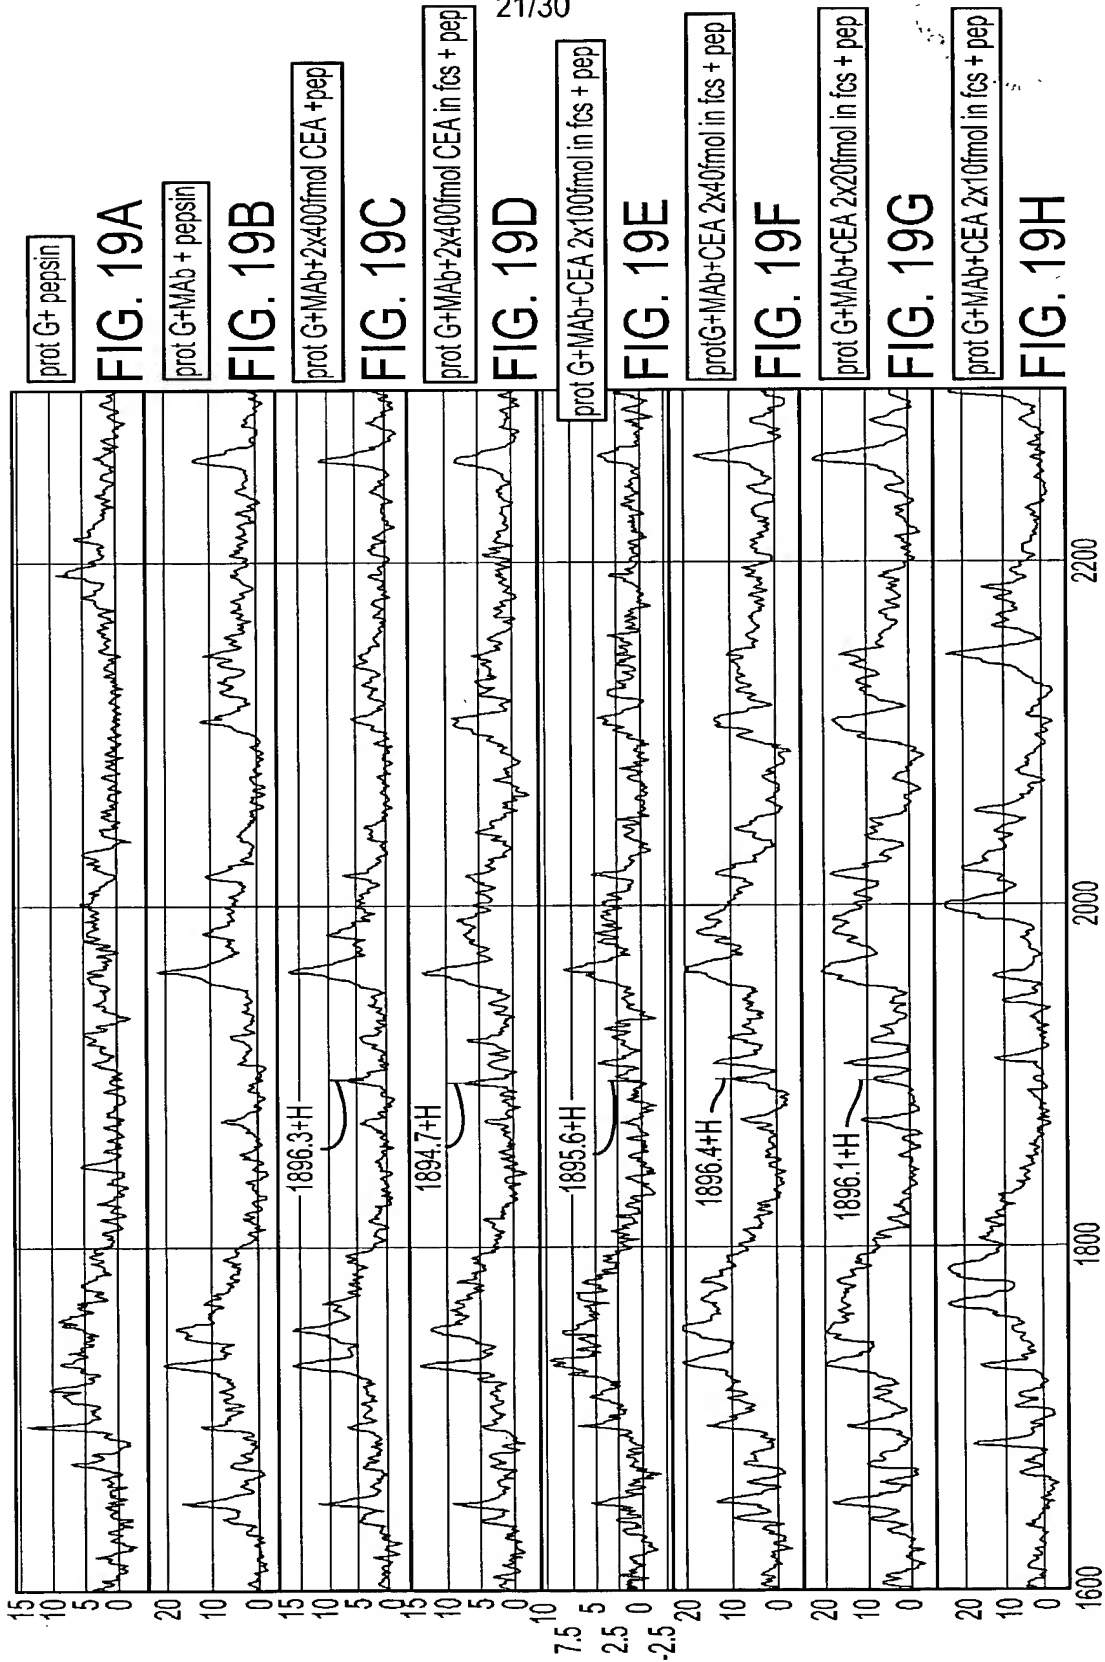 21/30
prot G+ pepsin
FIG. 19A
prot G+MAb + pepsin
FIG. 19B
prot G+MAb+2x400fmol CEA +pep
FIG. 19C
prot G+MAb+2x400fmol CEA in fcs + pep
FIG. 19D
prot G+MAb+CEA 2x100fmol in fcs + pep
FIG. 19E
protG+MAb+CEA 2x40fmol in fcs + pep
FIG. 19F
prot G+MAb+CEA 2x20fmol in fcs + pep
FIG. 19G
prot G+MAb+CEA 2x10fmol in fcs + pep
FIG. 19H
1896.3+H
1894.7+H
1895.6+H
1896.4+H
1896.1+H
15
10
5
0
20
10
0
15
10
5
0
15
10
5
0
10
7.5
5
2.5
0
-2.5
20
10
0
20
10
0
20
10
0
1600
1800
2000
2200